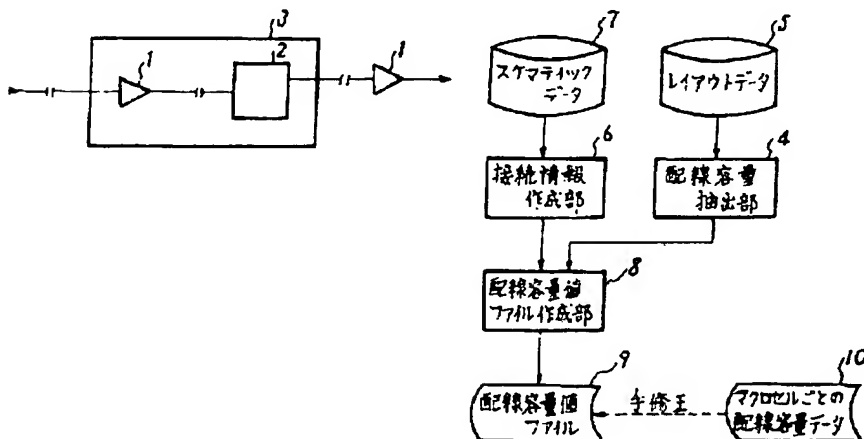 3
1
2
1
7
スケマティック
データ
5
レイアウトデータ
6
接続情報
作成部
4
配線容量
抽出部
8
配線容量値
ファイル作成部
9
配線容量値
ファイル
手修正
10
マクロセルごとの
配線容量データ